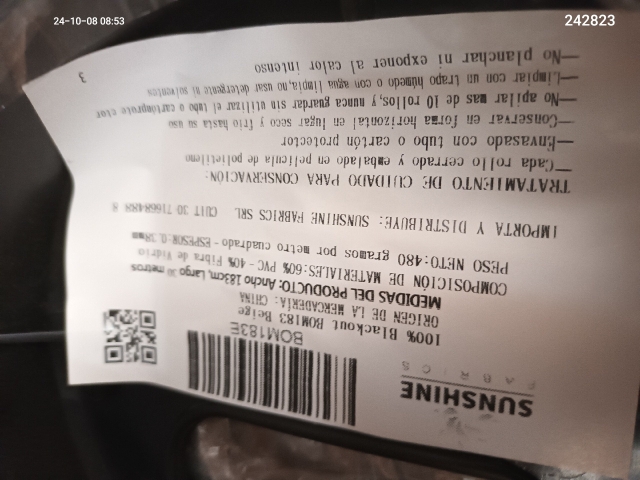 24-10-08 08:53
242823
SUNSHINE
FABRICS
BOM183E
100% Blackout BOM183 Beige
ORIGEN DE LA MERCADERÍA: CHINA
MEDIDAS DEL PRODUCTO: Ancho 183cm, Largo 30 metros
COMPOSICIÓN DE MATERIALES:60% PVC - 40% Fibra de Vidrio
PESO NETO:480 gramos por metro cuadrado - ESPESOR:0.38mm
IMPORTA Y DISTRIBUYE: SUNSHINE FABRICS SRL CUIT 30 71668488 8
TRATAMIENTO DE CUIDADO PARA CONSERVACIÓN:
—Cada rollo cerrado y embalado en película de polietileno
—Envasado con tubo o cartón protector
—Conservar en forma horizontal en lugar seco y frio hasta su uso
—No apilar mas de 10 rollos, y nunca guardar sin utilizar el tubo o cartónprotector
—Limpiar con un trapo húmedo o con agua limpia,no usar detergente ni solventes
—No planchar ni exponer al calor intenso
3